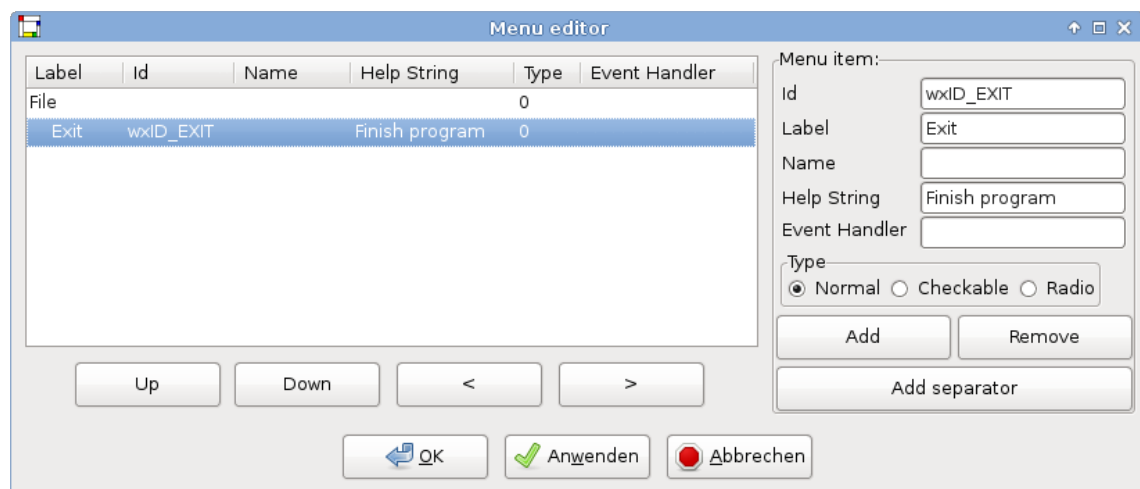 Menu editor
Label Id Name Help String Type Event Handler
File 0
Exit wxID_EXIT Finish program 0
Up Down < >
Menu item:
Id wxID_EXIT
Label Exit
Name
Help String Finish program
Event Handler
Type
Normal Checkable Radio
Add Remove
Add separator
OK Anwenden Abbrechen